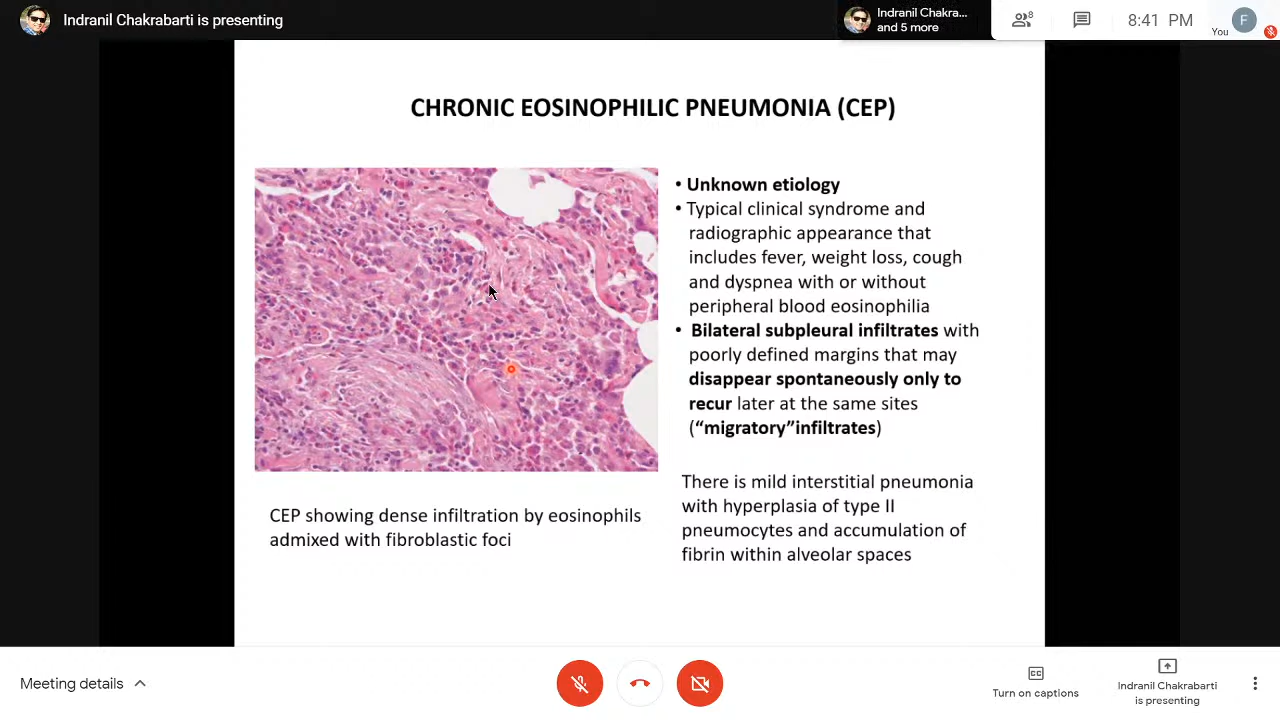 Indranil Chakrabarti is presenting
Indranil Chakra...
and 5 more
8
8:41 PM
You
F
CHRONIC EOSINOPHILIC PNEUMONIA (CEP)
• Unknown etiology
• Typical clinical syndrome and
radiographic appearance that
includes fever, weight loss, cough
and dyspnea with or without
peripheral blood eosinophilia
• Bilateral subpleural infiltrates with
poorly defined margins that may
disappear spontaneously only to
recur later at the same sites
(“migratory”infiltrates)
There is mild interstitial pneumonia
with hyperplasia of type II
pneumocytes and accumulation of
fibrin within alveolar spaces
CEP showing dense infiltration by eosinophils
admixed with fibroblastic foci
Meeting details
CC
Turn on captions
Indranil Chakrabarti
is presenting